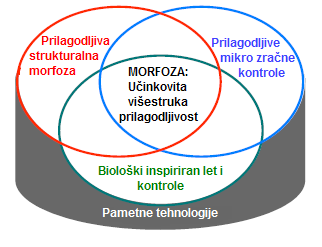 Prilagodljiva
strukturalna
morfoza
Prilagodljive
mikro zračne
kontrole
MORFOZA:
Učinkovita
višestruka
prilagodljivost
Biološki inspiriran let i
kontrole
Pametne tehnologije